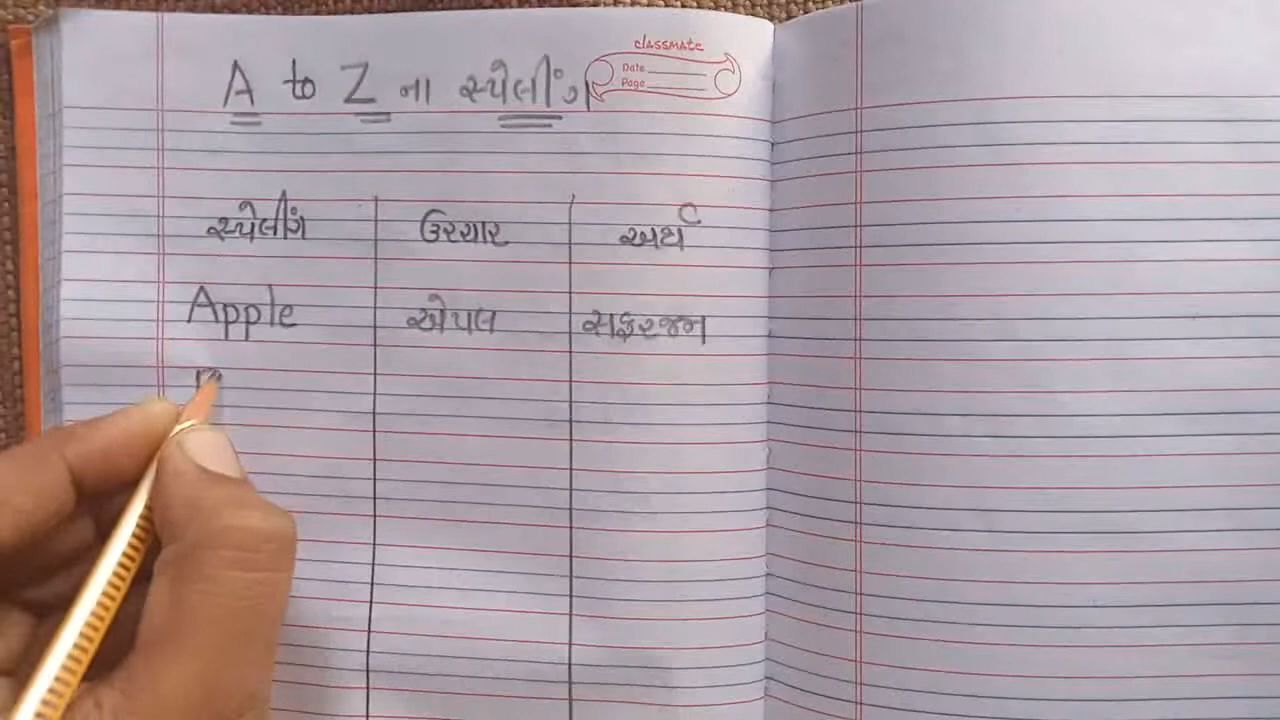 A to Z ના સ્પેલીંગ
classmate
Date
Page
સ્પેલીંગ ઉચ્ચાર અર્થ
Apple એપલ સફરજન